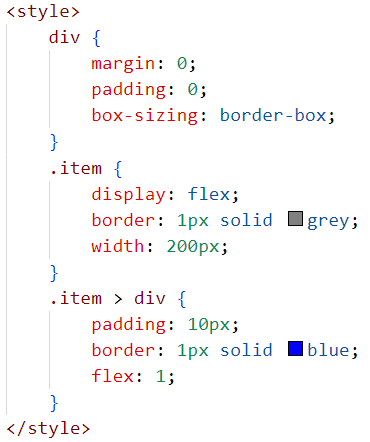 <style>
    div {
        margin: 0;
        padding: 0;
        box-sizing: border-box;
    }
    .item {
        display: flex;
        border: 1px solid grey;
        width: 200px;
    }
    .item > div {
        padding: 10px;
        border: 1px solid blue;
        flex: 1;
    }
</style>